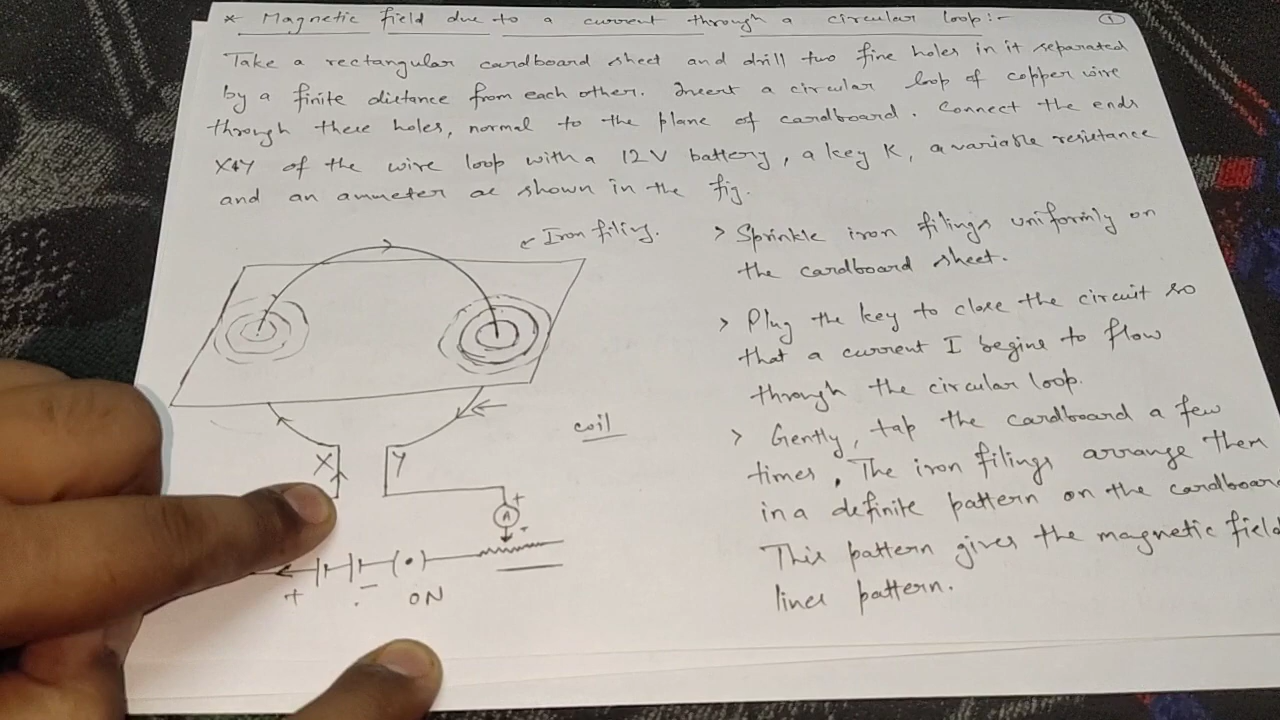 * Magnetic field due to a current through a circular loop:-
①
Take a rectangular cardboard sheet and drill two fine holes in it separated
by a finite distance from each other. Insert a circular loop of copper wire
through these holes, normal to the plane of cardboard. Connect the ends
X&Y of the wire loop with a 12V battery, a key K, a variable resistance
and an ammeter as shown in the fig.
Iron filing.
> Sprinkle iron filings uniformly on
the cardboard sheet.
> Plug the key to close the circuit so
that a current I begins to flow
through the circular loop.
> Gently, tap the cardboard a few
times, The iron filings arrange them
in a definite pattern on the cardboard
This pattern gives the magnetic field
lines pattern.
coil
X
Y
+
A
-
+
-
ON